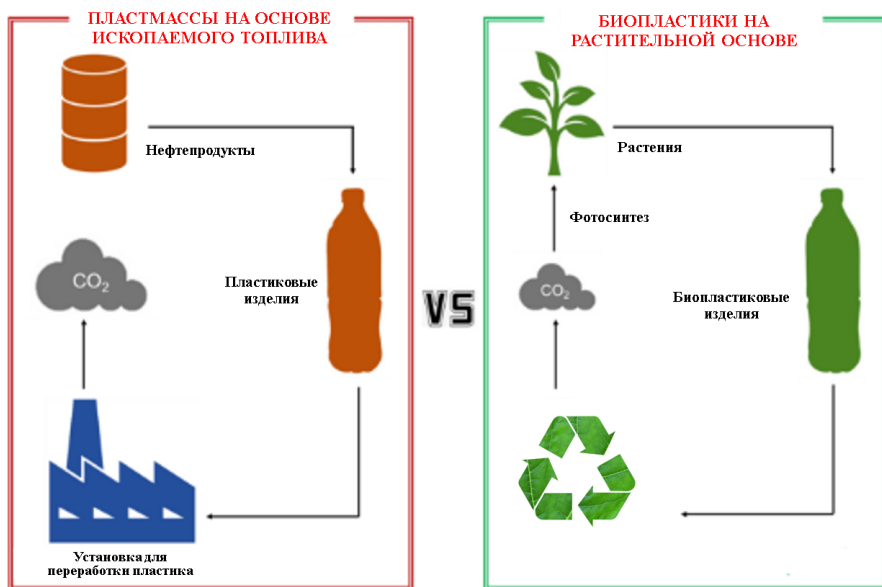 ПЛАСТМАССЫ НА ОСНОВЕ
ИСКОПАЕМОГО ТОПЛИВА
Нефтепродукты
CO2
Пластиковые
изделия
Установка для
переработки пластика
VS
БИОПЛАСТИКИ НА
РАСТИТЕЛЬНОЙ ОСНОВЕ
Растения
Фотосинтез
CO2
Биопластиковые
изделия